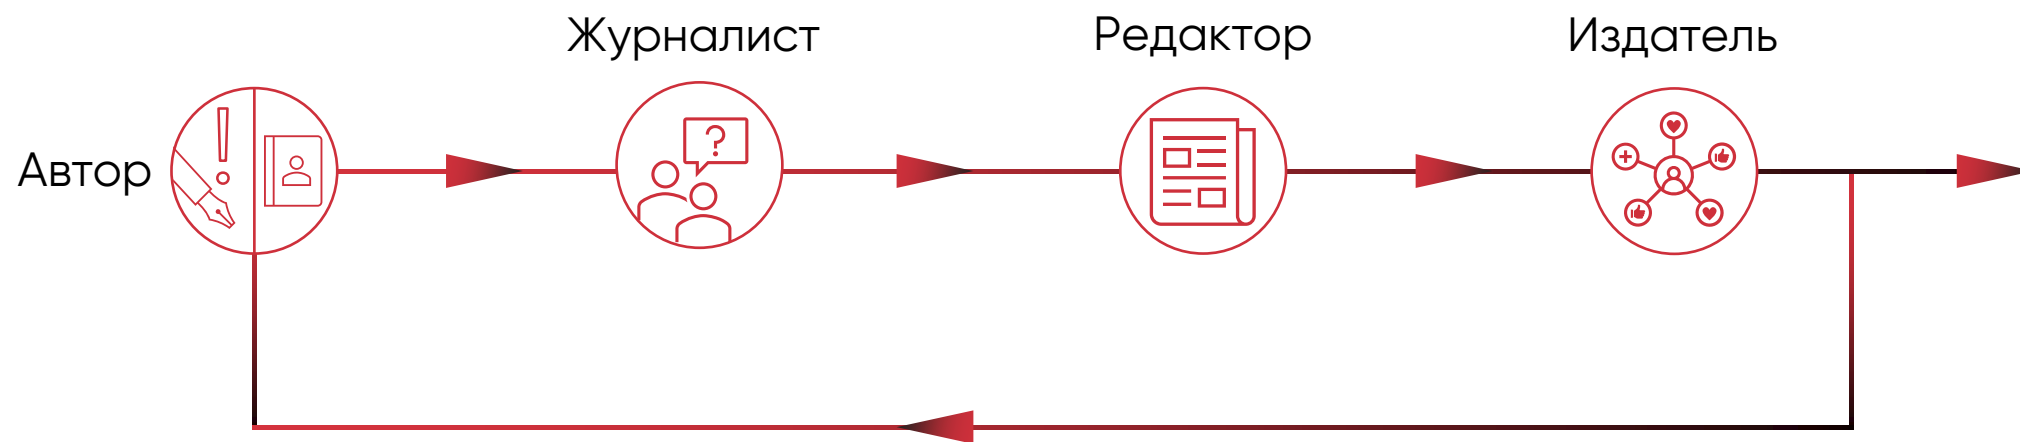 Автор
Журналист
Редактор
Издатель
?